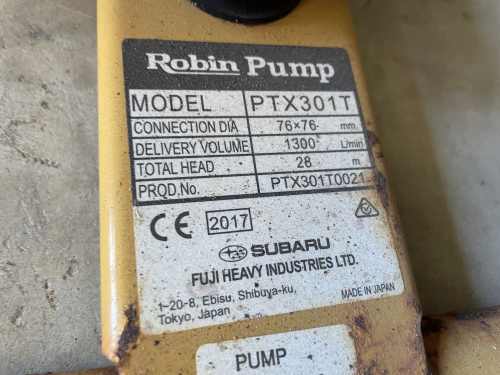 Robin Pump
MODEL PTX301T
CONNECTION DIA 76×76 mm
DELIVERY VOLUME 1300 L/min
TOTAL HEAD 28 m
PROD.No. PTX301T0021
CE 2017
SUBARU
FUJI HEAVY INDUSTRIES LTD.
1-20-8, Ebisu, Shibuya-ku,
Tokyo, Japan
MADE IN JAPAN
PUMP